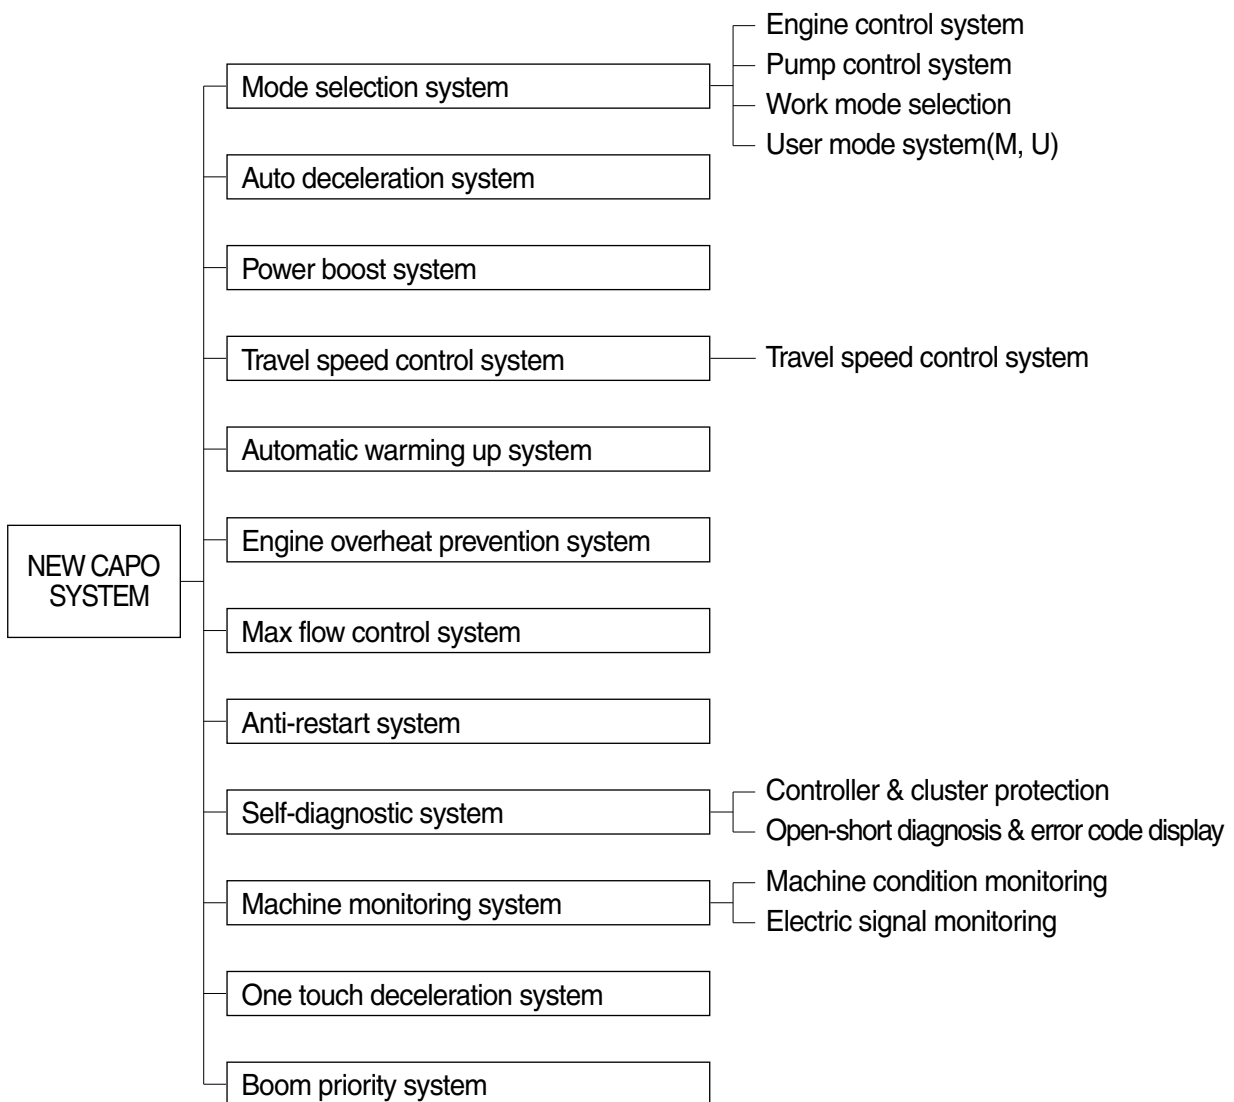 Engine control system
Pump control system
Mode selection system
Work mode selection
User mode system(M, U)
Auto deceleration system
Power boost system
Travel speed control system
Travel speed control system
Automatic warming up system
Engine overheat prevention system
NEW CAPO
SYSTEM
Max flow control system
Anti-restart system
Self-diagnostic system
Controller & cluster protection
Open-short diagnosis & error code display
Machine monitoring system
Machine condition monitoring
Electric signal monitoring
One touch deceleration system
Boom priority system